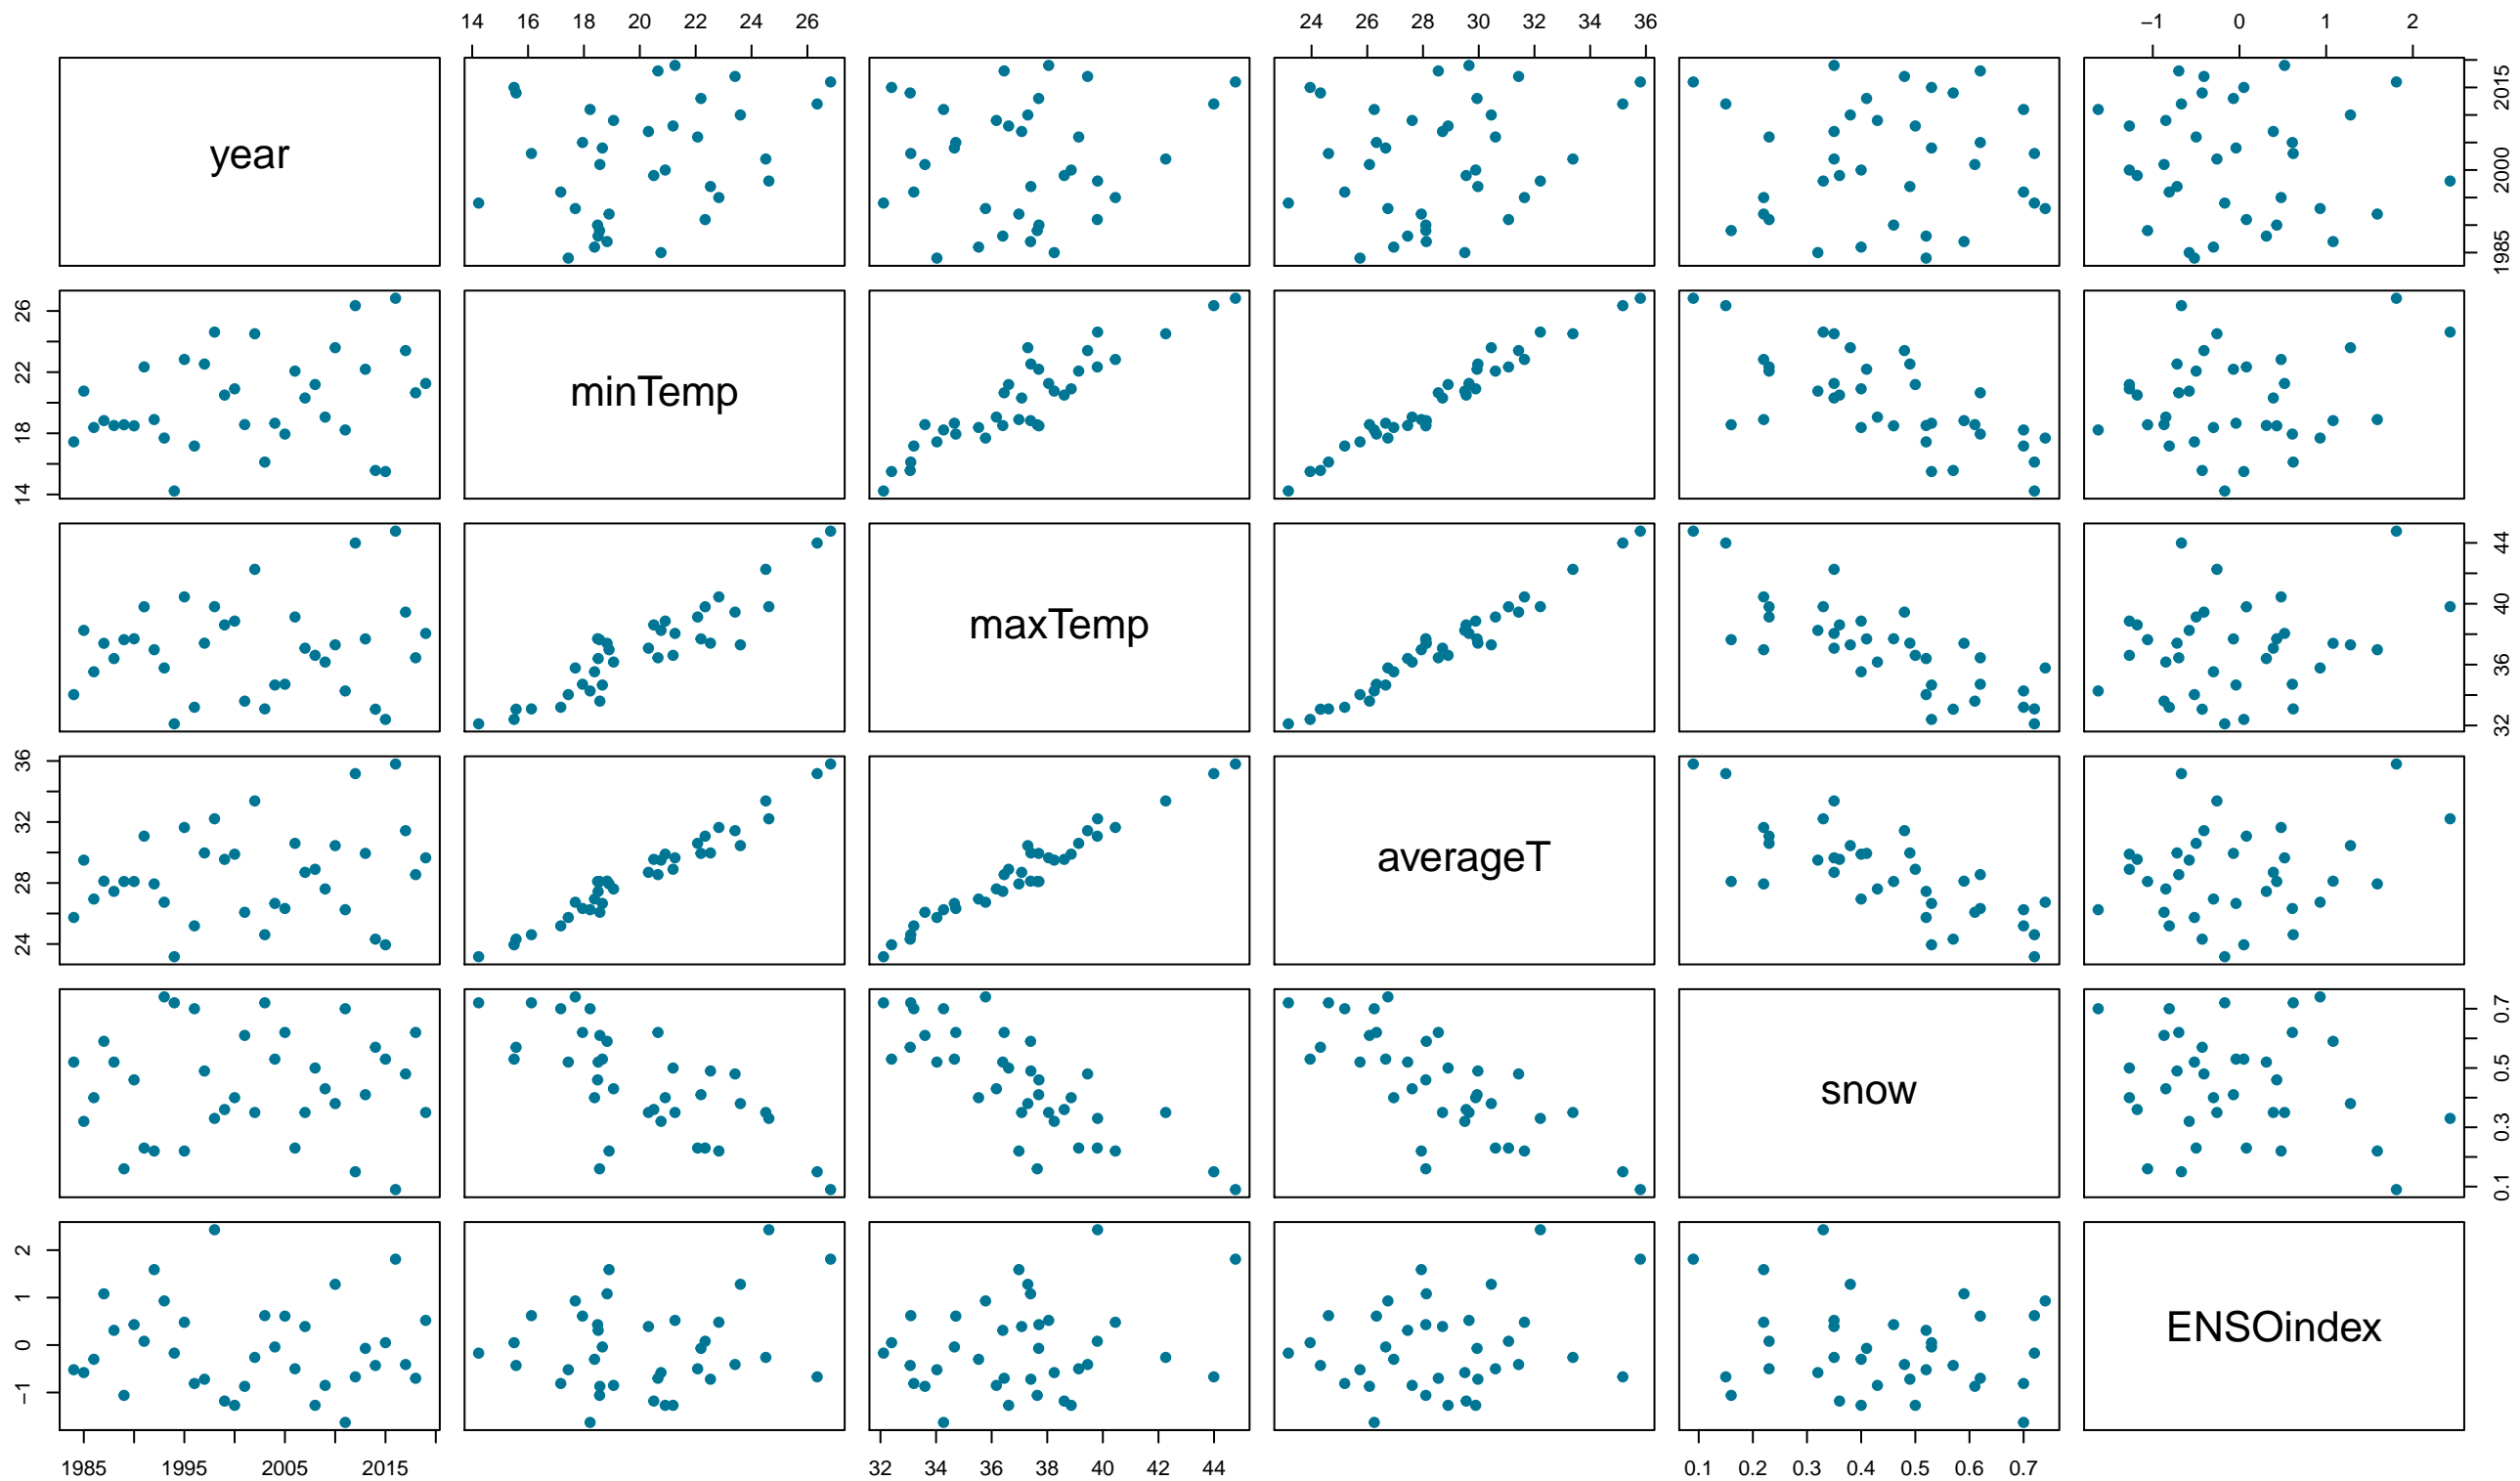 14 16 18 20 22 24 26
24 26 28 30 32 34 36
−1 0 1 2
year
1985 2000 2015
14 18 22 26
minTemp
maxTemp
32 36 40 44
24 28 32 36
averageT
snow
0.1 0.3 0.5 0.7
−1 0 1 2
ENSOindex
1985 1995 2005 2015
32 34 36 38 40 42 44
0.1 0.2 0.3 0.4 0.5 0.6 0.7